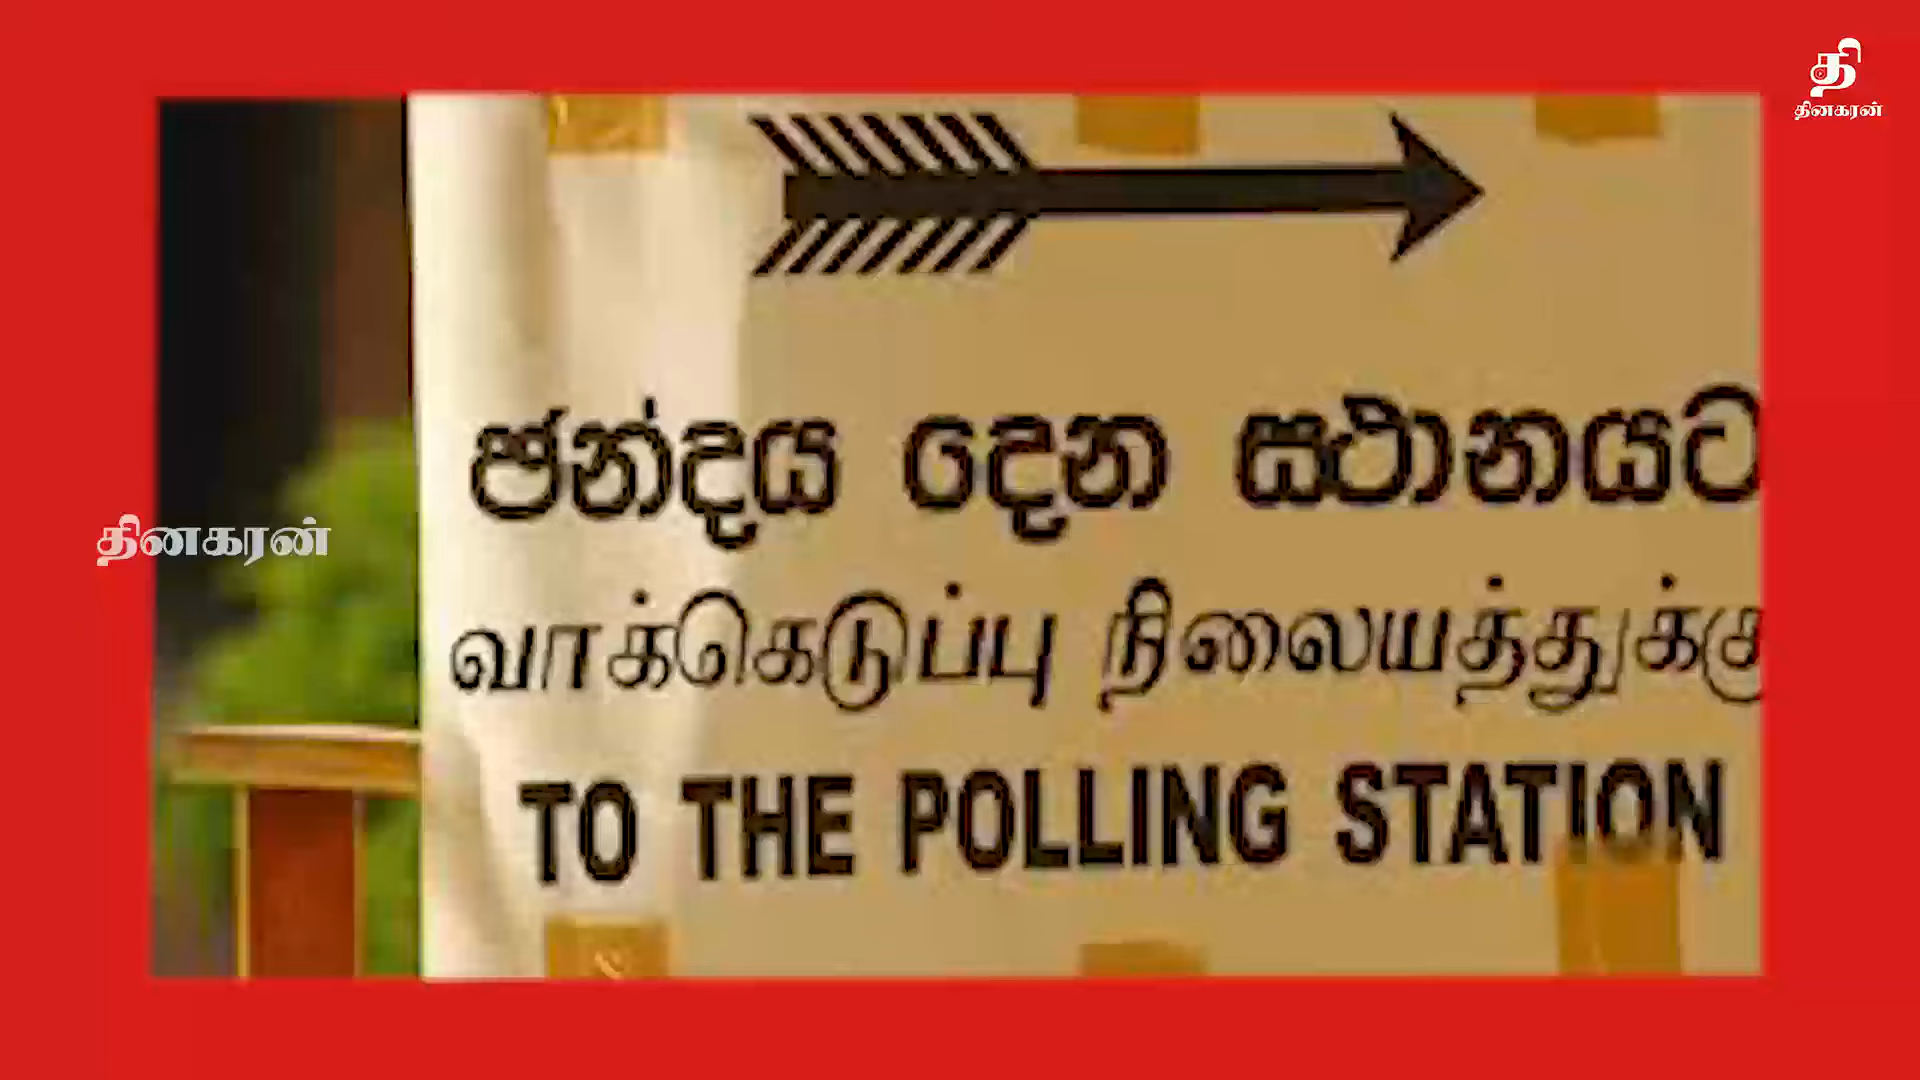 தி
தினகரன்
ඡන්දය දෙන ස්ථානයට
தினகரன்
வாக்கெடுப்பு நிலையத்துக்கு
TO THE POLLING STATION